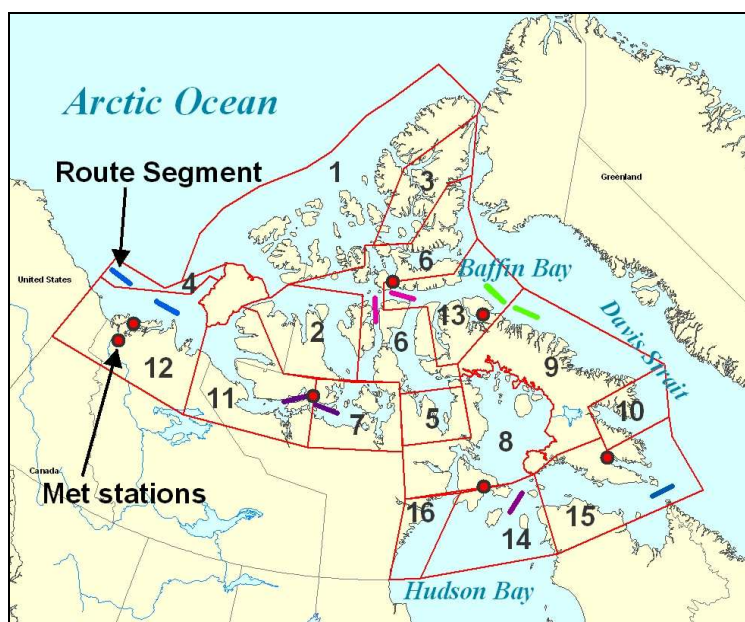 Arctic Ocean
1
Route Segment
3
Greenland
United States
4
6
Baffin Bay
2
13
6
Davis Strait
12
9
11
7
5
10
8
Canada
Met stations
16
15
14
Hudson Bay